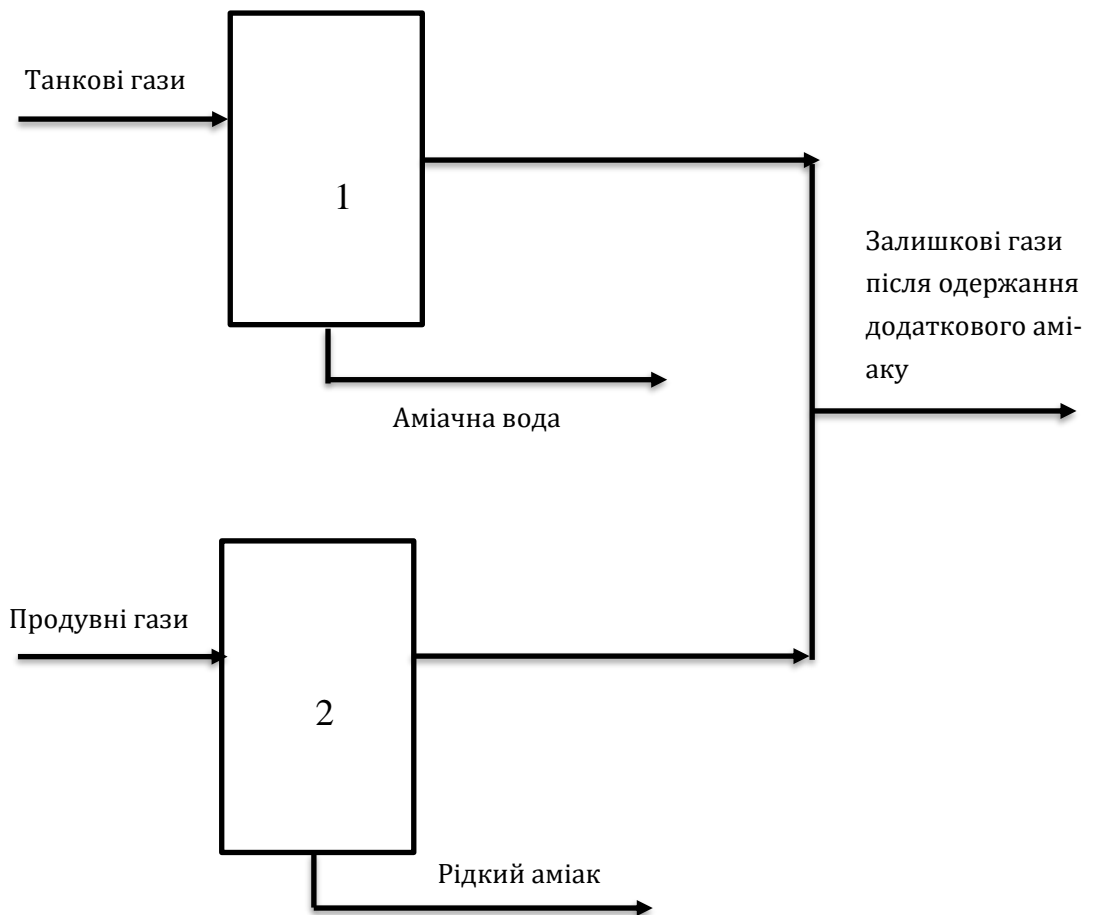 Танкові гази
1
Залишкові гази
після одержання
додаткового амі-
аку
Аміачна вода
Продувні гази
2
Рідкий аміак